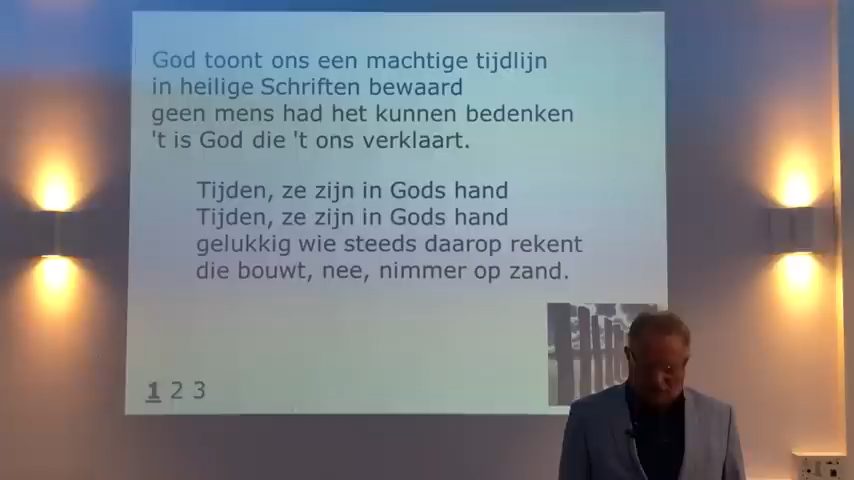 God toont ons een machtige tijdlijn
in heilige Schriften bewaard
geen mens had het kunnen bedenken
't is God die 't ons verklaart.
Tijden, ze zijn in Gods hand
Tijden, ze zijn in Gods hand
gelukkig wie steeds daarop rekent
die bouwt, nee, nimmer op zand.
1 2 3